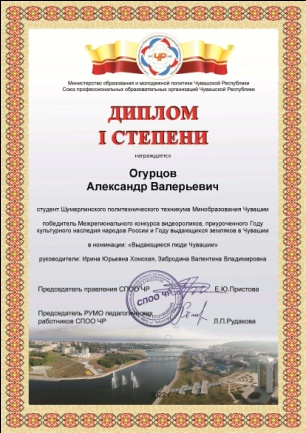 ЧР
Министерство образования и молодежной политики Чувашской Республики
Союз профессиональных образовательных организаций Чувашской Республики
ДИПЛОМ
I СТЕПЕНИ
награждается
Огурцов
Александр Валерьевич
студент Шумерлинского политехнического техникума Минобразования Чувашии
победитель Межрегионального конкурса видеороликов, приуроченного Году
культурного наследия народов России и Году выдающихся земляков в Чувашии
в номинации: «Выдающиеся люди Чувашии»
руководители: Ирина Юрьевна Хомская, Забродина Валентина Владимировна
Председатель правления СПОО ЧР Е.Ю.Пристова
СПОО ЧР
Председатель РУМО педагогических
работников СПОО ЧР Л.П.Рудакова